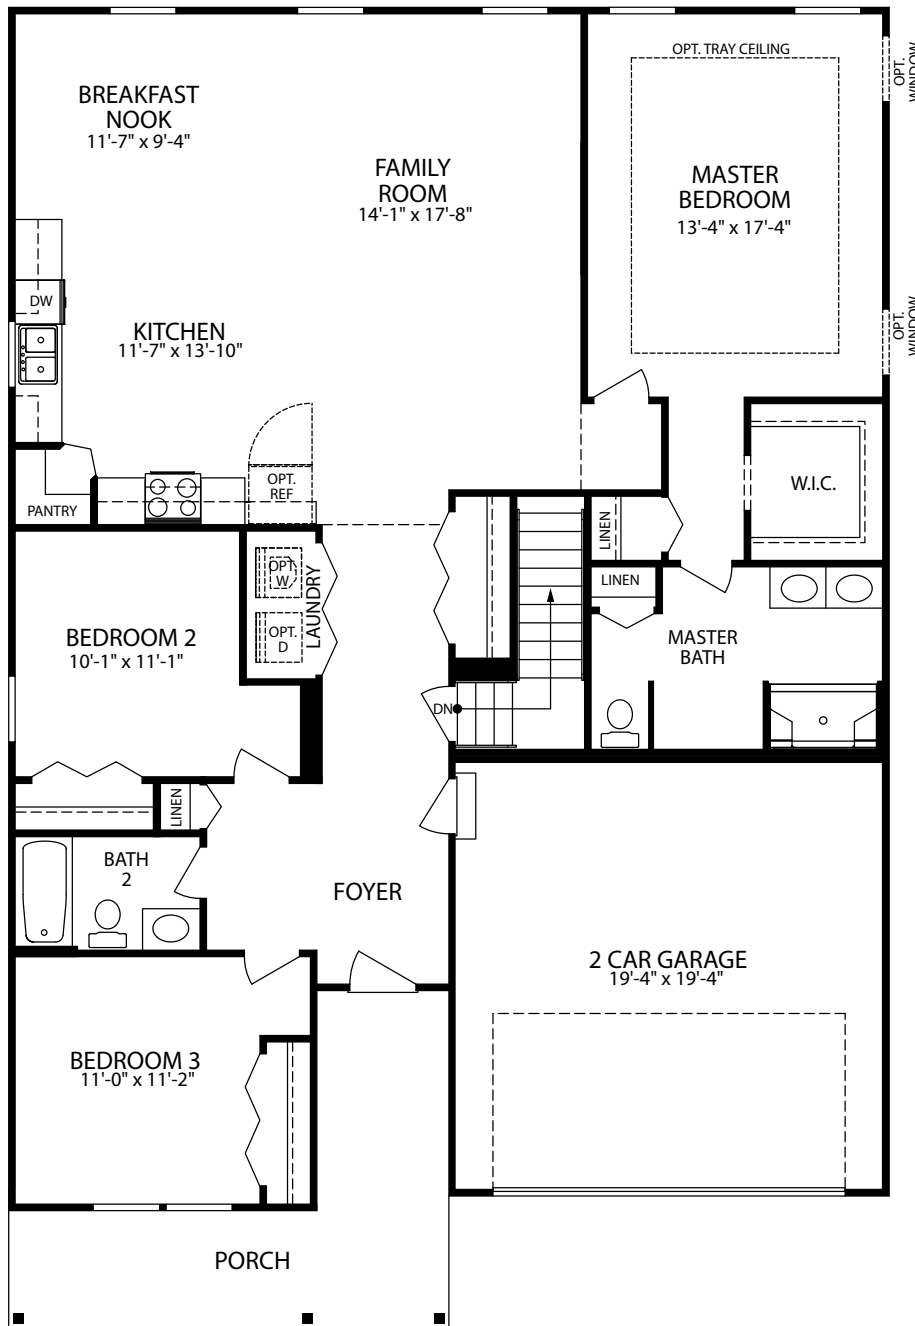 OPT. TRAY CEILING
OPT.
WINDOW
BREAKFAST
NOOK
11'-7" x 9'-4"
FAMILY
ROOM
14'-1" x 17'-8"
MASTER
BEDROOM
13'-4" x 17'-4"
DW
KITCHEN
11'-7" x 13'-10"
OPT.
WINDOW
OPT.
REF
PANTRY
W.I.C.
LINEN
OPT.
W
LAUNDRY
OPT.
D
LINEN
BEDROOM 2
10'-1" x 11'-1"
MASTER
BATH
DN
LINEN
BATH
2
FOYER
2 CAR GARAGE
19'-4" x 19'-4"
BEDROOM 3
11'-0" x 11'-2"
PORCH